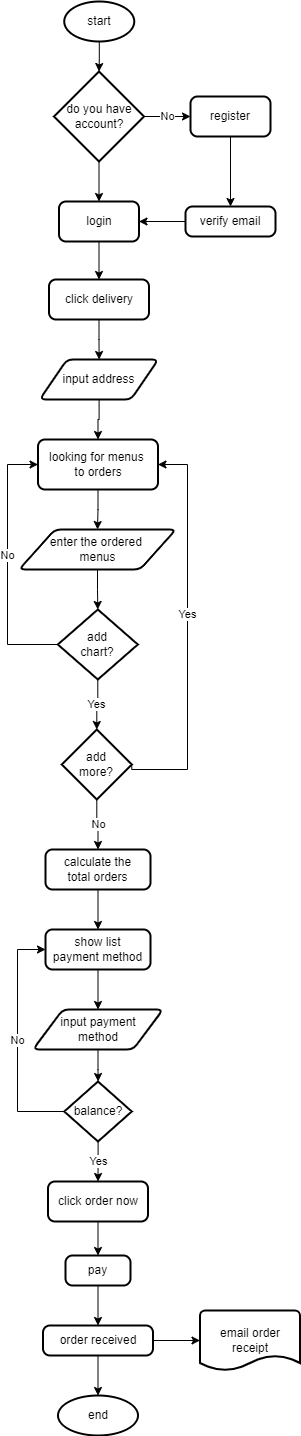 start
do you have
account?
No
register
login
verify email
click delivery
input address
looking for menus
to orders
enter the ordered
menus
No
Yes
add
chart?
Yes
add
more?
No
calculate the
total orders
show list
payment method
input payment
method
No
balance?
Yes
click order now
pay
order received
email order
receipt
end